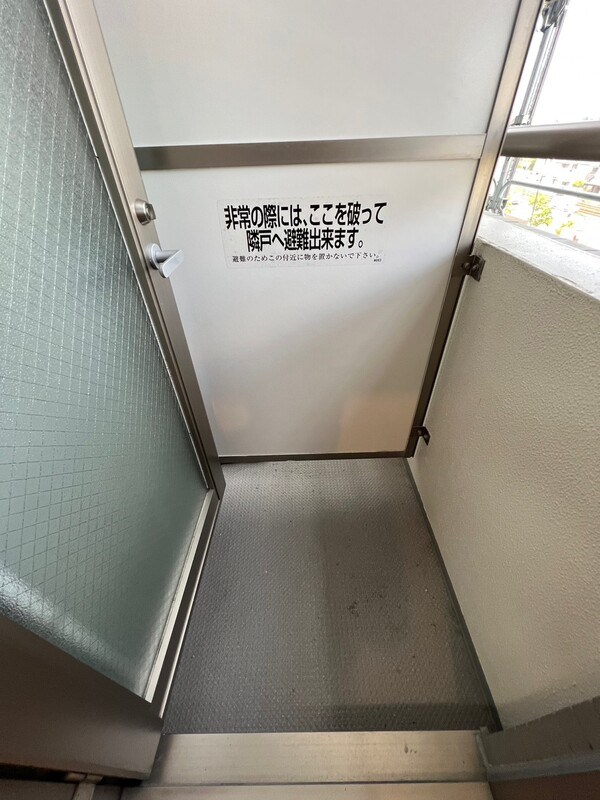 非常の際には、ここを破って
隣戸へ避難出来ます。
避難のためこの付近に物を置かないで下さい。